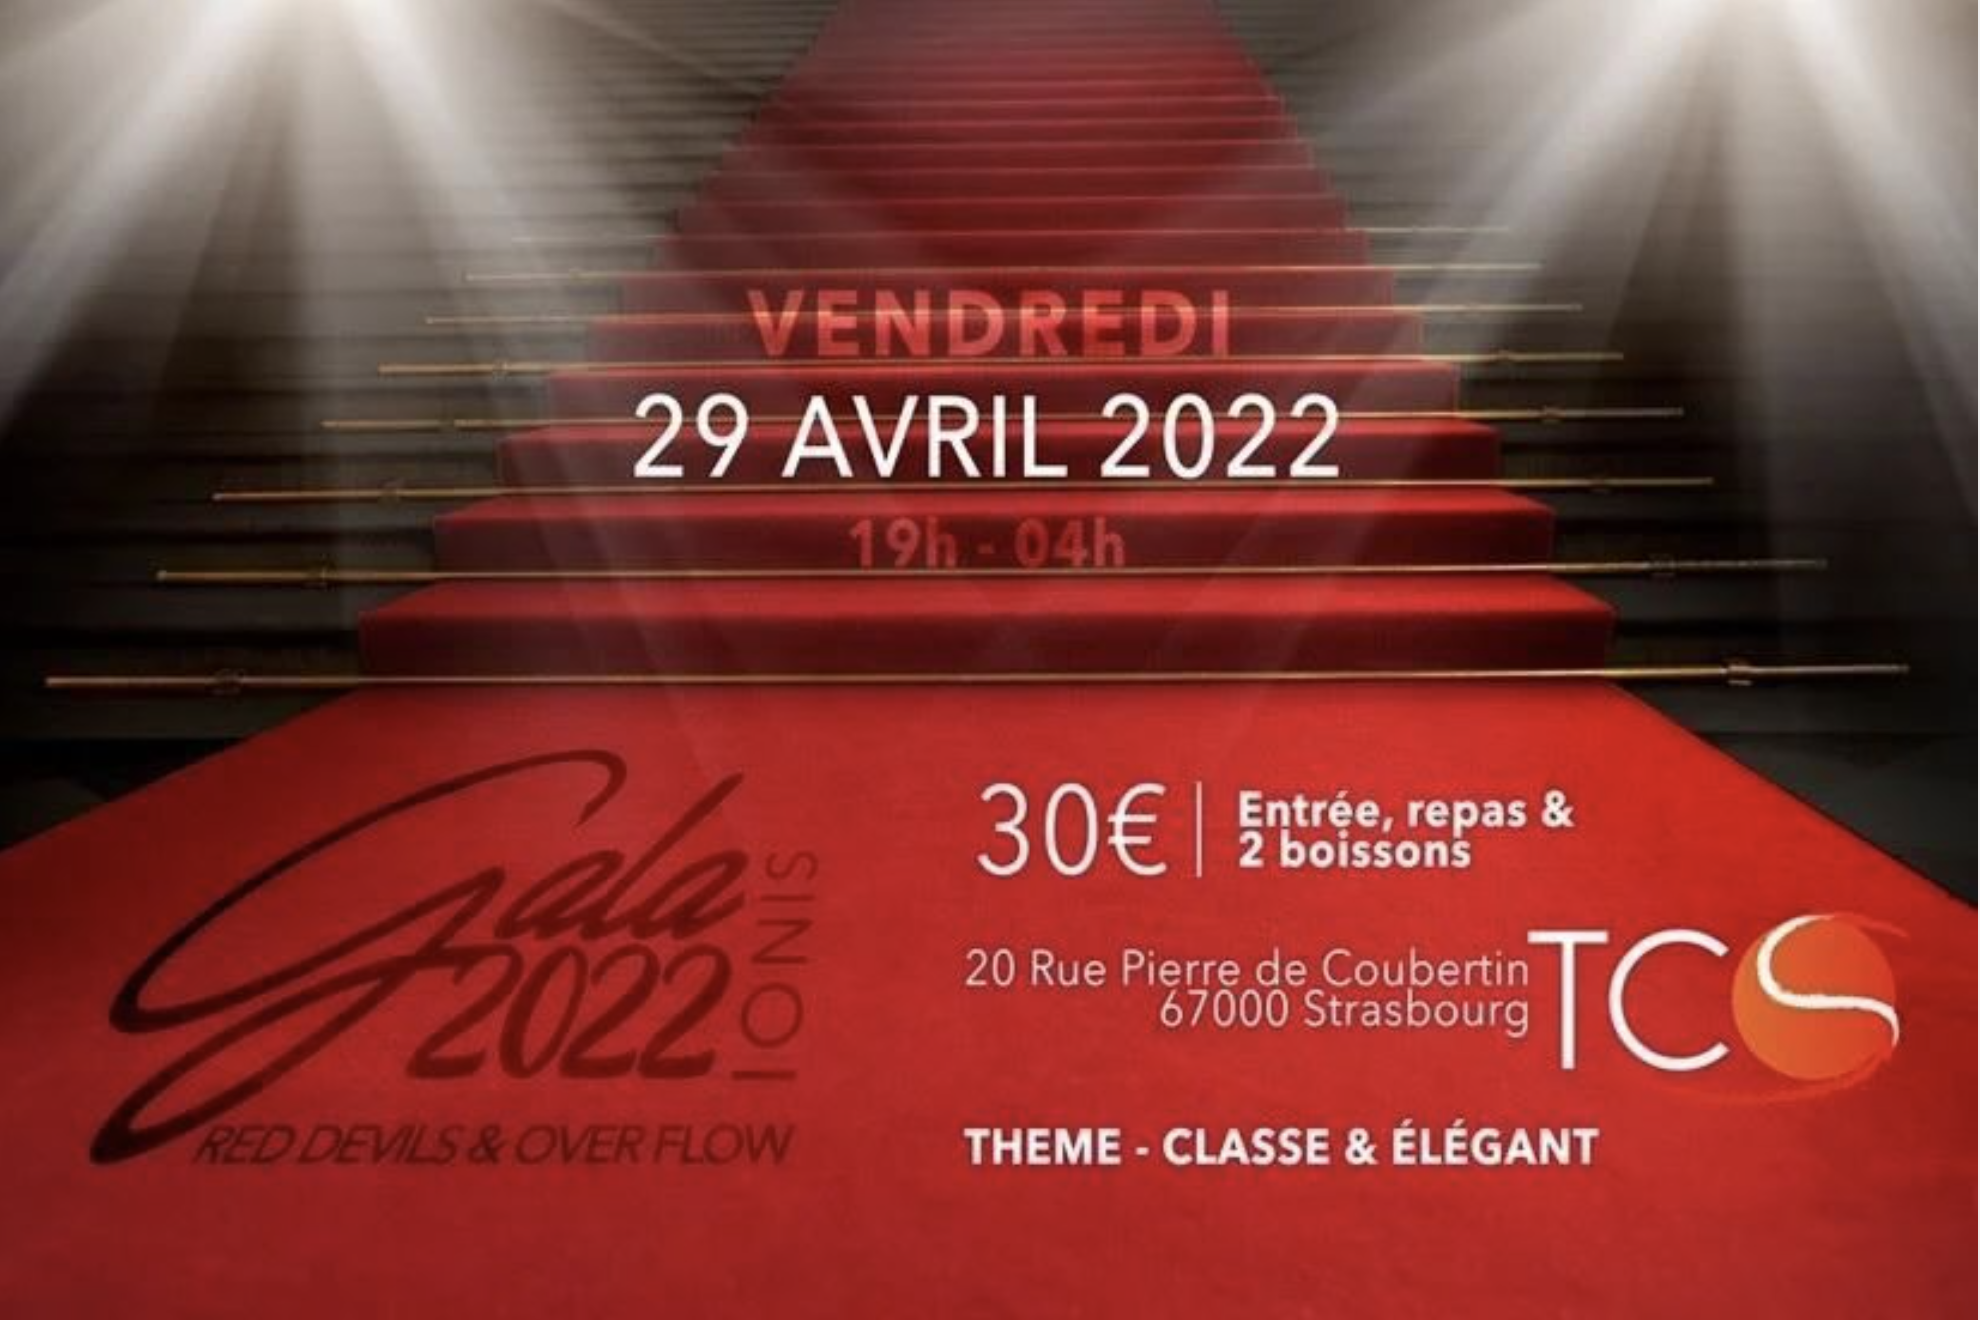 VENDREDI
29 AVRIL 2022
19h - 04h
Gala
2022
IONIS
RED DEVILS & OVER FLOW
30€
Entrée, repas &
2 boissons
20 Rue Pierre de Coubertin
67000 Strasbourg
TCS
THEME - CLASSE & ÉLÉGANT